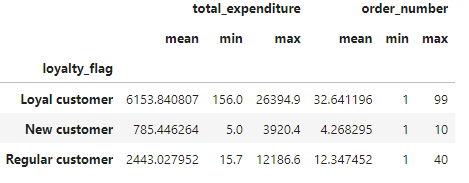 total_expenditure order_number
mean min max mean min max
loyalty_flag
Loyal customer 6153.840807 156.0 26394.9 32.641196 1 99
New customer 785.446264 5.0 3920.4 4.268295 1 10
Regular customer 2443.027952 15.7 12186.6 12.347452 1 40